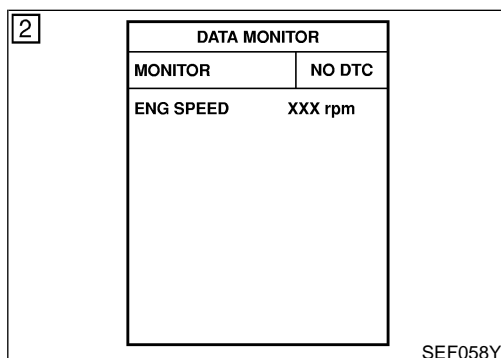 2
DATA MONITOR
MONITOR NO DTC
ENG SPEED XXX rpm
SEF058Y